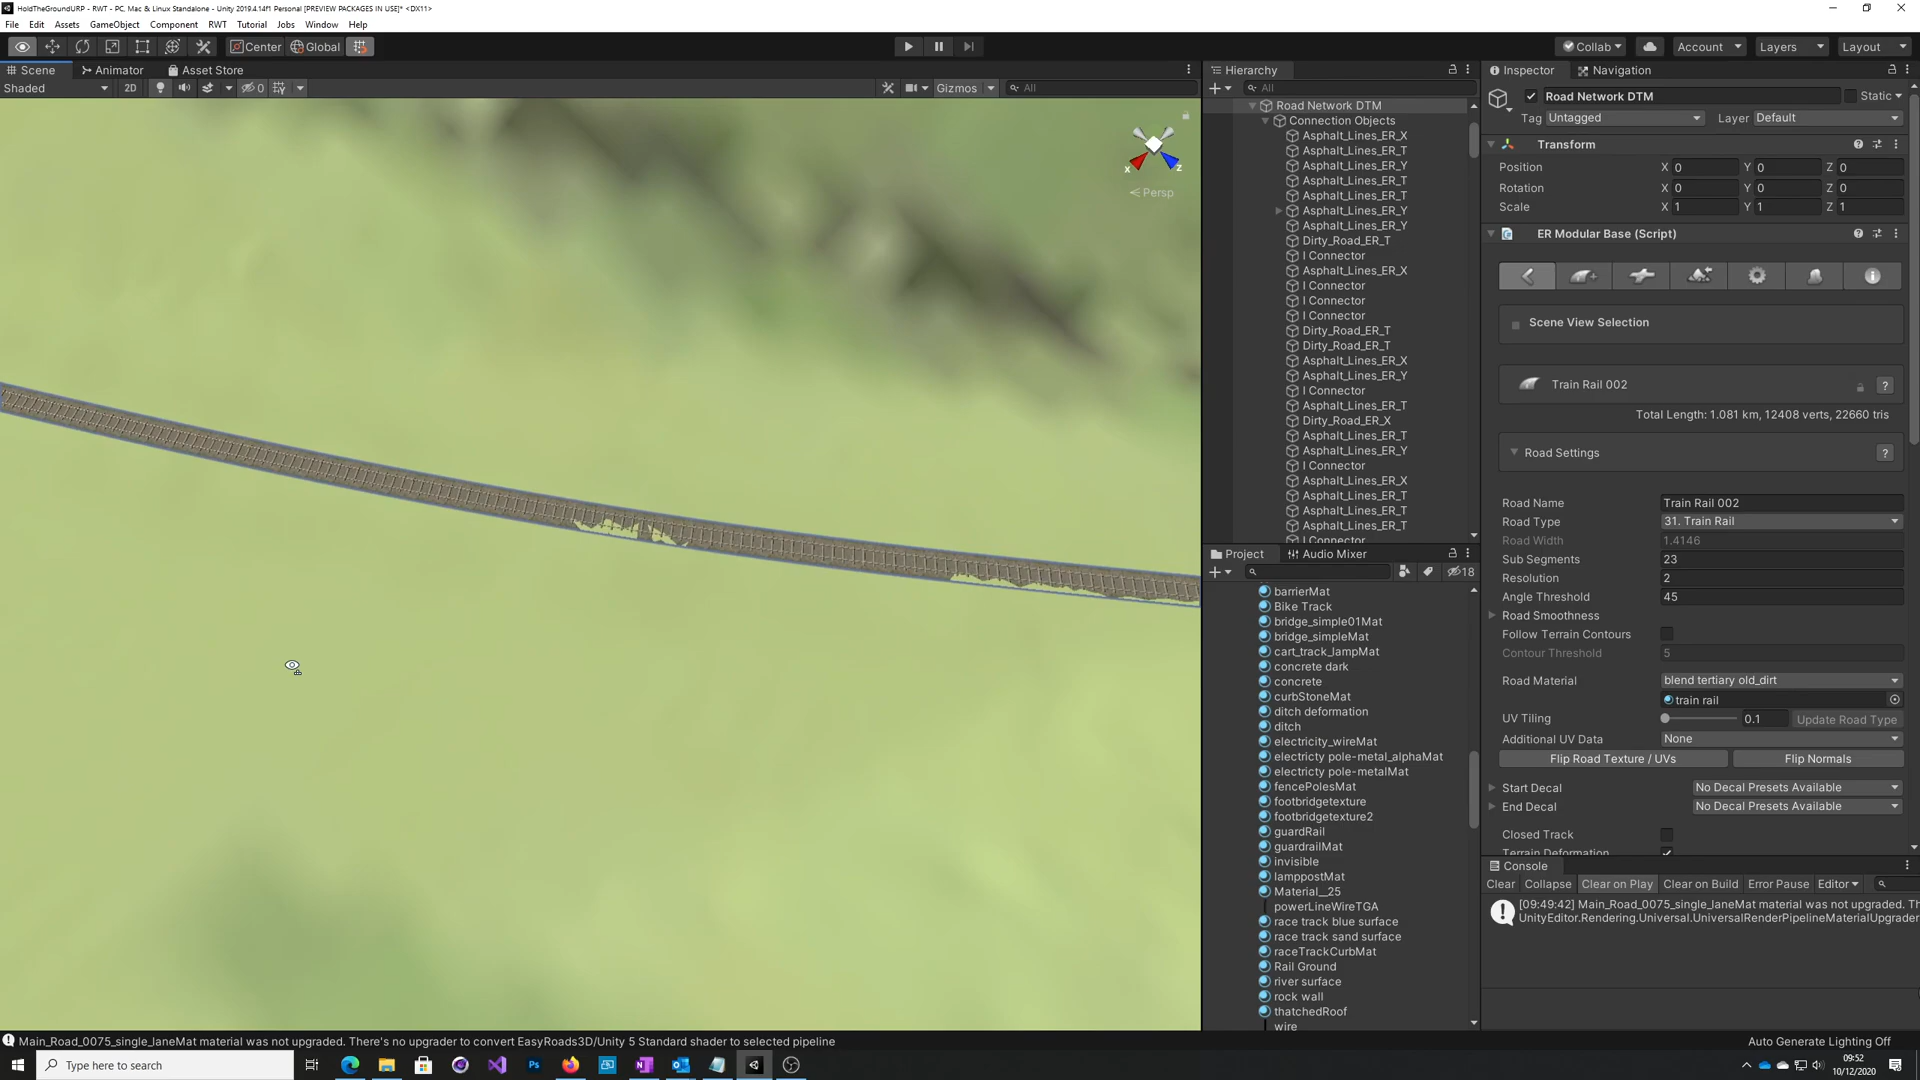 HoldTheGroundURP - RWT - PC, Mac & Linux Standalone - Unity 2019.4.14f1 Personal [PREVIEW PACKAGES IN USE]* <DX11>
File Edit Assets GameObject Component RWT Tutorial Jobs Window Help
Center Global Collab Account Layers Layout
Scene Animator Asset Store
Shaded 2D 0 Gizmos All
x z
Persp
Hierarchy
All
Road Network DTM
Connection Objects
Asphalt_Lines_ER_X
Asphalt_Lines_ER_T
Asphalt_Lines_ER_Y
Asphalt_Lines_ER_T
Asphalt_Lines_ER_T
Asphalt_Lines_ER_Y
Asphalt_Lines_ER_Y
Dirty_Road_ER_T
I Connector
Asphalt_Lines_ER_X
I Connector
I Connector
I Connector
Dirty_Road_ER_T
Dirty_Road_ER_T
Asphalt_Lines_ER_X
Asphalt_Lines_ER_Y
I Connector
Asphalt_Lines_ER_T
Dirty_Road_ER_X
Asphalt_Lines_ER_T
Asphalt_Lines_ER_Y
I Connector
Asphalt_Lines_ER_X
Asphalt_Lines_ER_T
Asphalt_Lines_ER_T
Asphalt_Lines_ER_T
I Connector
Project Audio Mixer
18
barrierMat
Bike Track
bridge_simple01Mat
bridge_simpleMat
cart_track_lampMat
concrete dark
concrete
curbStoneMat
ditch deformation
ditch
electricity_wireMat
electricty pole-metal_alphaMat
electricty pole-metalMat
fencePolesMat
footbridgetexture
footbridgetexture2
guardRail
guardrailMat
invisible
lamppostMat
Material__25
powerLineWireTGA
race track blue surface
race track sand surface
raceTrackCurbMat
Rail Ground
river surface
rock wall
thatchedRoof
wire
Inspector Navigation
Road Network DTM Static
Tag Untagged Layer Default
Transform
Position X 0 Y 0 Z 0
Rotation X 0 Y 0 Z 0
Scale X 1 Y 1 Z 1
ER Modular Base (Script)
Scene View Selection
Train Rail 002 ?
Total Length: 1.081 km, 12408 verts, 22660 tris
Road Settings ?
Road Name Train Rail 002
Road Type 31. Train Rail
Road Width 1.4146
Sub Segments 23
Resolution 2
Angle Threshold 45
Road Smoothness
Follow Terrain Contours
Contour Threshold 5
Road Material blend tertiary old_dirt
train rail
UV Tiling 0.1 Update Road Type
Additional UV Data None
Flip Road Texture / UVs Flip Normals
Start Decal No Decal Presets Available
End Decal No Decal Presets Available
Closed Track
Terrain Deformation
Console
Clear Collapse Clear on Play Clear on Build Error Pause Editor
[09:49:42] Main_Road_0075_single_laneMat material was not upgraded. Th
UnityEditor.Rendering.Universal.UniversalRenderPipelineMaterialUpgrader
Main_Road_0075_single_laneMat material was not upgraded. There's no upgrader to convert EasyRoads3D/Unity 5 Standard shader to selected pipeline
Auto Generate Lighting Off
Type here to search
09:52
10/12/2020